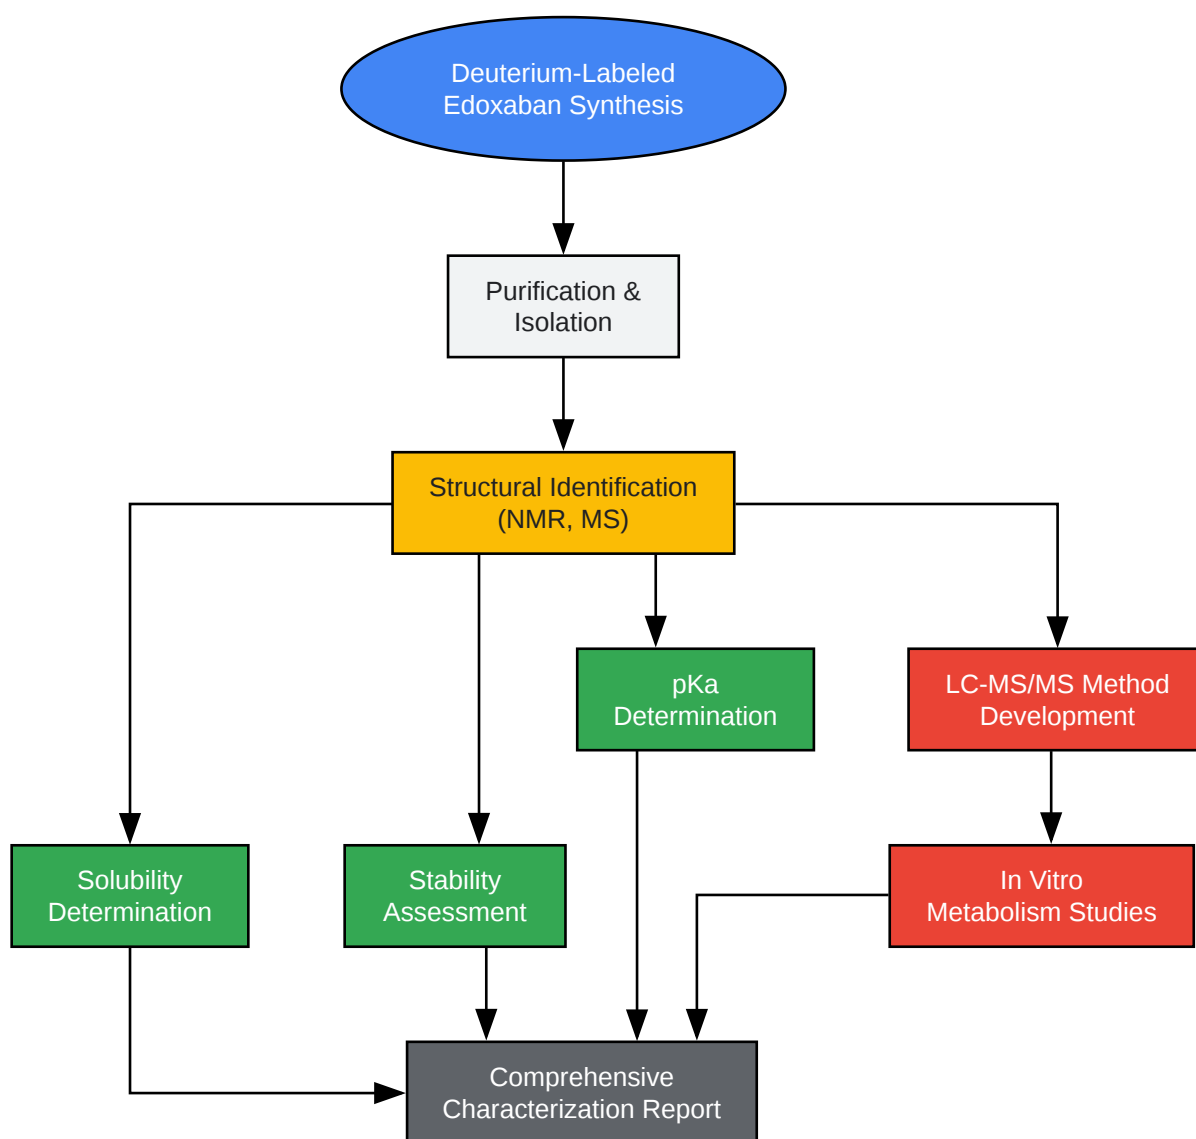 Deuterium-Labeled
Edoxaban Synthesis
Purification &
Isolation
Structural Identification
(NMR, MS)
pKa
Determination
LC-MS/MS Method
Development
Solubility
Determination
Stability
Assessment
In Vitro
Metabolism Studies
Comprehensive
Characterization Report